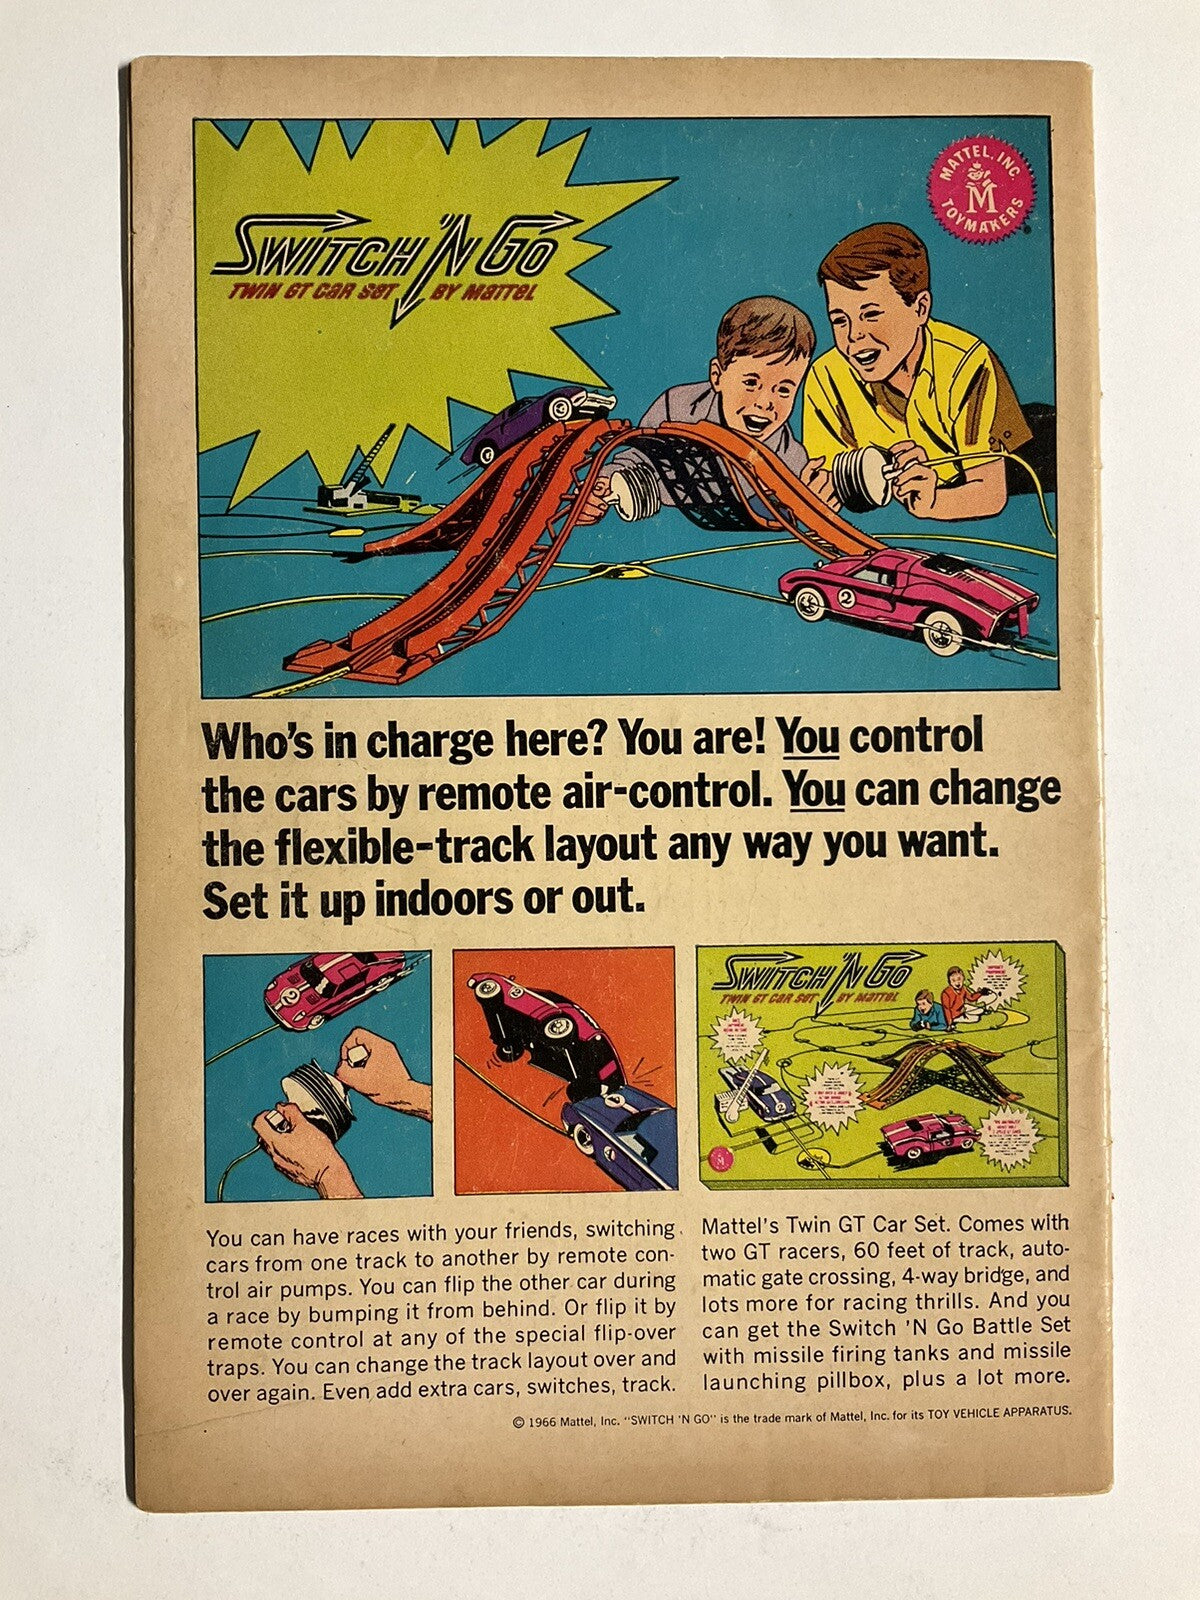 SWITCH 'N GO
TWIN GT CAR SET BY MATTEL
MATTEL, INC.
M
TOYMAKERS
2
Who's in charge here? You are! You control
the cars by remote air-control. You can change
the flexible-track layout any way you want.
Set it up indoors or out.
2
SWITCH 'N GO
TWIN GT CAR SET BY MATTEL
2
M
You can have races with your friends, switching
cars from one track to another by remote con-
trol air pumps. You can flip the other car during
a race by bumping it from behind. Or flip it by
remote control at any of the special flip-over
traps. You can change the track layout over and
over again. Even add extra cars, switches, track.
Mattel's Twin GT Car Set. Comes with
two GT racers, 60 feet of track, auto-
matic gate crossing, 4-way bridge, and
lots more for racing thrills. And you
can get the Switch 'N Go Battle Set
with missile firing tanks and missile
launching pillbox, plus a lot more.
© 1966 Mattel, Inc. "SWITCH 'N GO" is the trade mark of Mattel, Inc. for its TOY VEHICLE APPARATUS.